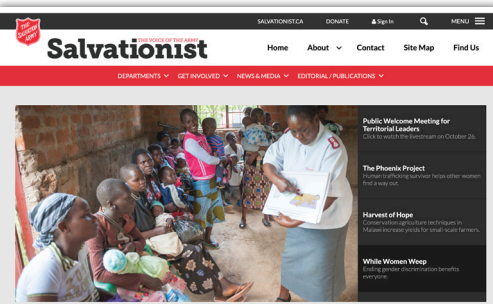 SALVATIONIST.CA DONATE Sign In MENU
THE SALVATION ARMY
THE VOICE OF THE ARMY
Salvationist
Home About Contact Site Map Find Us
DEPARTMENTS GET INVOLVED NEWS & MEDIA EDITORIAL / PUBLICATIONS
Public Welcome Meeting for
Territorial Leaders
Click to watch the livestream on October 26.
The Phoenix Project
Human trafficking survivor helps other women
find a way out.
Harvest of Hope
Conservation agriculture techniques in
Malawi increase yields for small-scale farmers.
While Women Weep
Ending gender discrimination benefits
everyone.